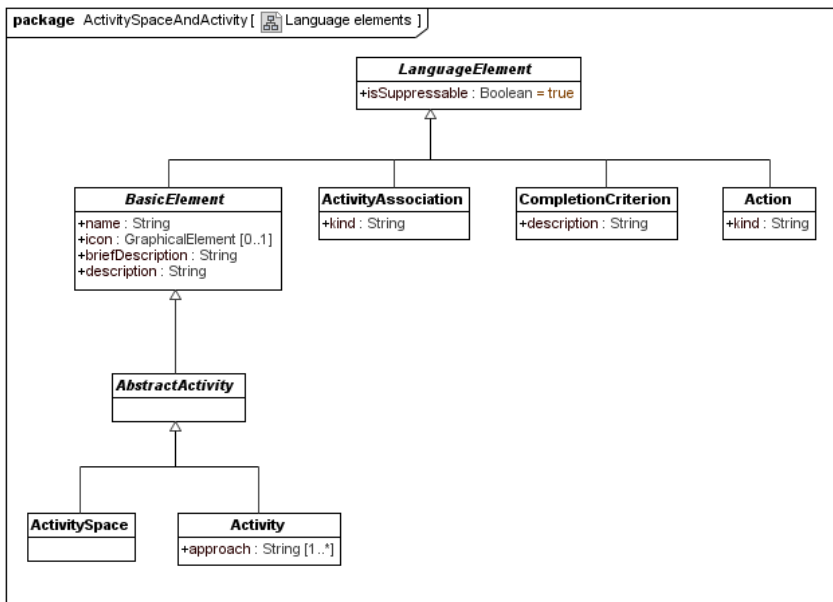 package ActivitySpaceAndActivity [ Language elements ]
LanguageElement
+isSuppressable : Boolean = true
BasicElement
+name : String
+icon : GraphicalElement [0..1]
+briefDescription : String
+description : String
ActivityAssociation
+kind : String
CompletionCriterion
+description : String
Action
+kind : String
AbstractActivity
ActivitySpace
Activity
+approach : String [1..*]